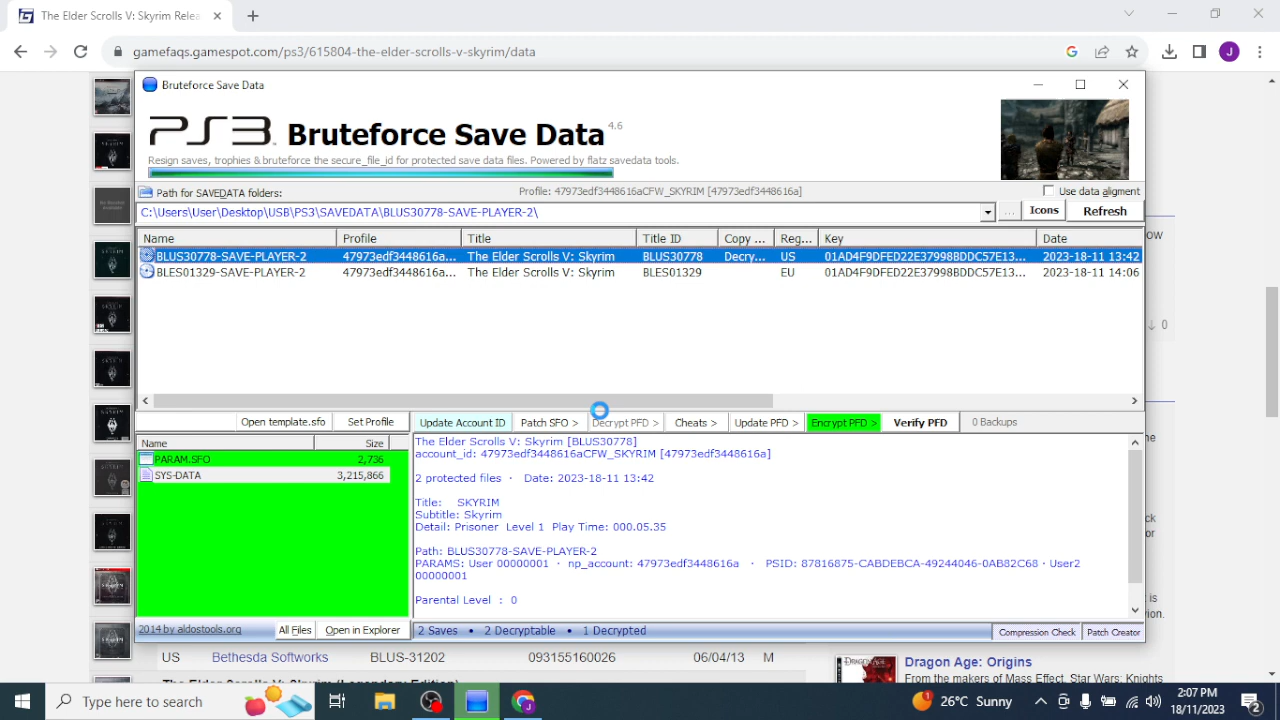 The Elder Scrolls V: Skyrim Relea
gamefaqs.gamespot.com/ps3/615804-the-elder-scrolls-v-skyrim/data
J
Bruteforce Save Data
PS3 Bruteforce Save Data 4.6
Resign saves, trophies & bruteforce the secure_file_id for protected save data files. Powered by flatz savedata tools.
Path for SAVEDATA folders: Profile: 47973edf3448616aCFW_SKYRIM [47973edf3448616a] Use data aligment
C:\Users\User\Desktop\USB\PS3\SAVEDATA\BLUS30778-SAVE-PLAYER-2\ ... Icons Refresh
Name Profile Title Title ID Copy ... Reg... Key Date
BLUS30778-SAVE-PLAYER-2 47973edf3448616a... The Elder Scrolls V: Skyrim BLUS30778 Decry... US 01AD4F9DFED22E37998BDDC57E13... 2023-18-11 13:42
BLES01329-SAVE-PLAYER-2 47973edf3448616a... The Elder Scrolls V: Skyrim BLES01329 EU 01AD4F9DFED22E37998BDDC57E13... 2023-18-11 14:06
Open template.sfo Set Profile Update Account ID Patch SFO > Decrypt PFD > Cheats > Update PFD > Encrypt PFD > Verify PFD 0 Backups
Name Size
PARAM.SFO 2,736
SYS-DATA 3,215,866
The Elder Scrolls V: Skyrim [BLUS30778]
account_id: 47973edf3448616aCFW_SKYRIM [47973edf3448616a]
2 protected files · Date: 2023-18-11 13:42
Title: SKYRIM
Subtitle: Skyrim
Detail: Prisoner Level 1 Play Time: 000.05.35
Path: BLUS30778-SAVE-PLAYER-2
PARAMS: User 00000001 · np_account: 47973edf3448616a · PSID: 87816875-CABDEBCA-49244046-0AB82C68 · User2
00000001
Parental Level : 0
2014 by aldostools.org All Files Open in Explorer 2 Saves • 2 Decryptable • 1 Decrypted Compression Check Patch Creator
ow
0
e
ck
or
is
ion.
US Bethesda Softworks BLUS-31202 093155160026 06/04/13 M
Dragon Age: Origins
From the makers of Mass Effect, Star Wars: Knights
Type here to search
26°C Sunny
2:07 PM
18/11/2023
2